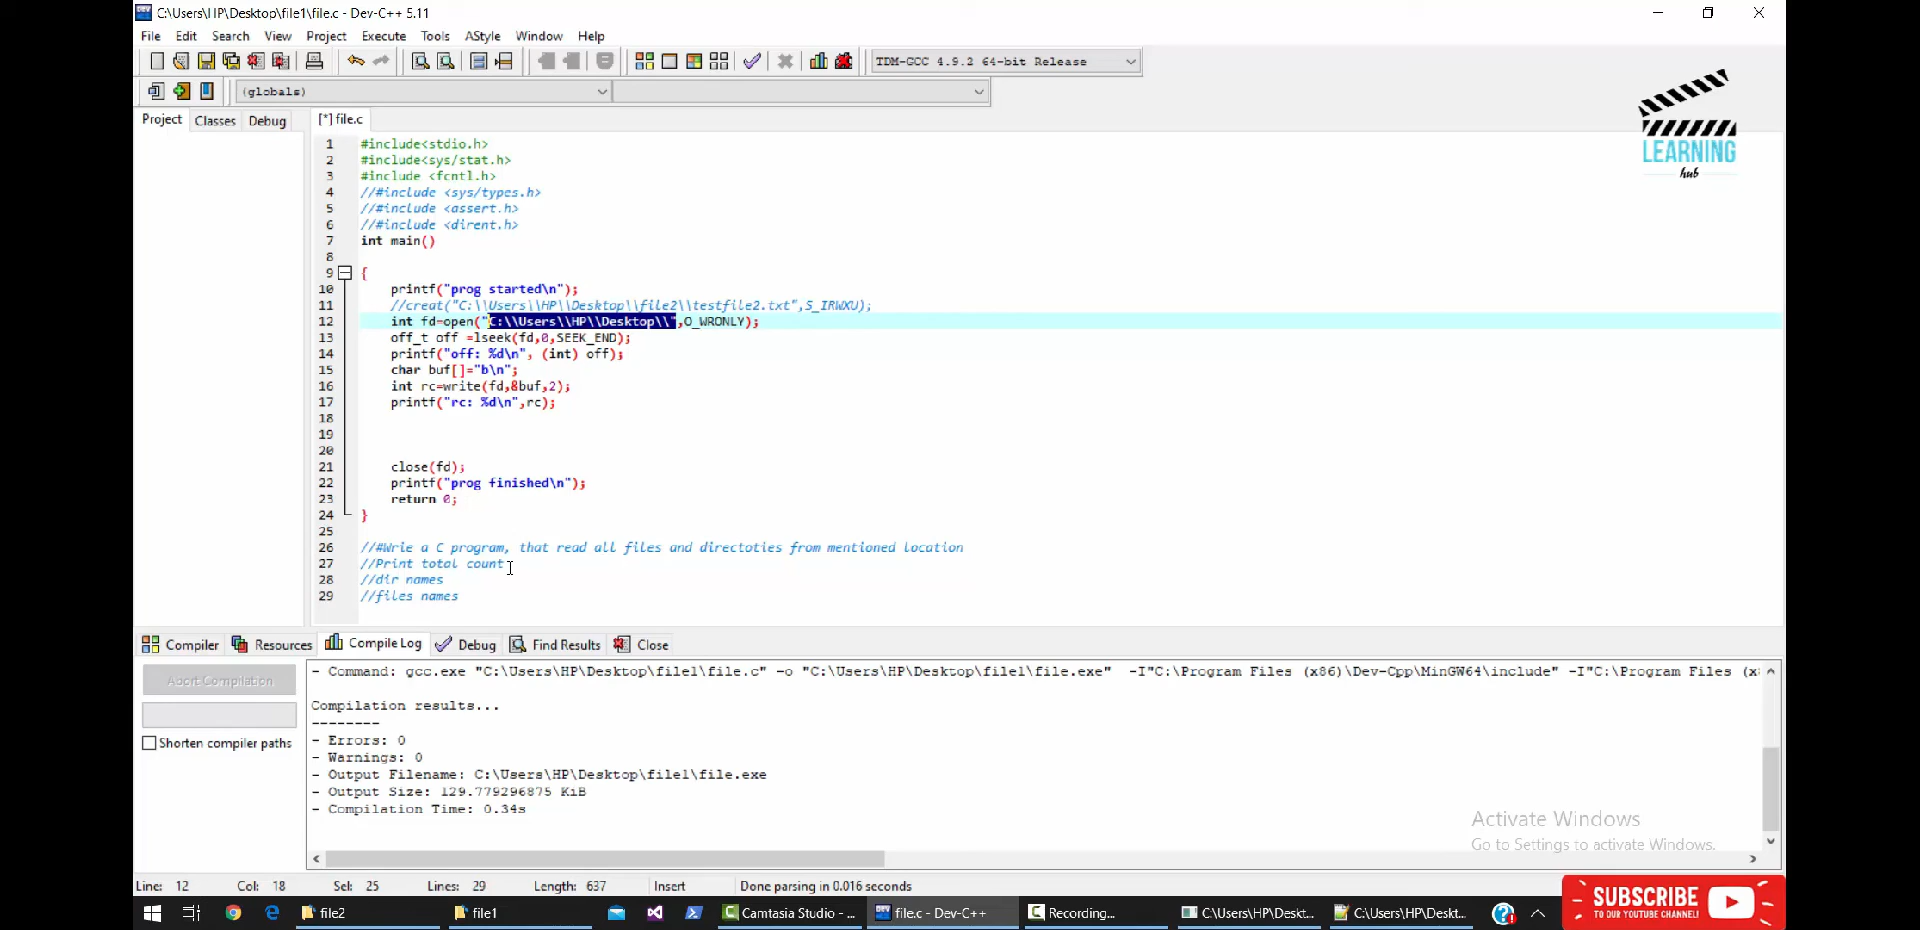 C:\Users\HP\Desktop\file1\file.c - Dev-C++ 5.11
File Edit Search View Project Execute Tools AStyle Window Help
TDM-GCC 4.9.2 64-bit Release
(globals)
Project Classes Debug
[*] file.c
1 #include<stdio.h>
2 #include<sys/stat.h>
3 #include <fcntl.h>
4 //#include <sys/types.h>
5 //#include <assert.h>
6 //#include <dirent.h>
7 int main()
8
9 {
10 printf("prog started\n");
11 //creat("C:\\Users\\HP\\Desktop\\file2\\testfile2.txt",S_IRWXU);
12 int fd=open("C:\\Users\\HP\\Desktop\\",O_WRONLY);
13 off_t off =lseek(fd,0,SEEK_END);
14 printf("off: %d\n", (int) off);
15 char buf[]="b\n";
16 int rc=write(fd,&buf,2);
17 printf("rc: %d\n",rc);
18
19
20
21 close(fd);
22 printf("prog finished\n");
23 return 0;
24 }
25
26 //#Wrie a C program, that read all files and directoties from mentioned location
27 //Print total count
28 //dir names
29 //files names
LEARNING
hub
Compiler Resources Compile Log Debug Find Results Close
Abort Compilation
Shorten compiler paths
- Command: gcc.exe "C:\Users\HP\Desktop\file1\file.c" -o "C:\Users\HP\Desktop\file1\file.exe" -I"C:\Program Files (x86)\Dev-Cpp\MinGW64\include" -I"C:\Program Files (x
Compilation results...
--------
- Errors: 0
- Warnings: 0
- Output Filename: C:\Users\HP\Desktop\file1\file.exe
- Output Size: 129.779296875 KiB
- Compilation Time: 0.34s
Activate Windows
Go to Settings to activate Windows.
Line: 12 Col: 18 Sel: 25 Lines: 29 Length: 637 Insert Done parsing in 0.016 seconds
file2 file1 Camtasia Studio - ... file.c - Dev-C++ Recording... C:\Users\HP\Deskt... C:\Users\HP\Deskt...
SUBSCRIBE
TO OUR YOUTUBE CHANNEL!